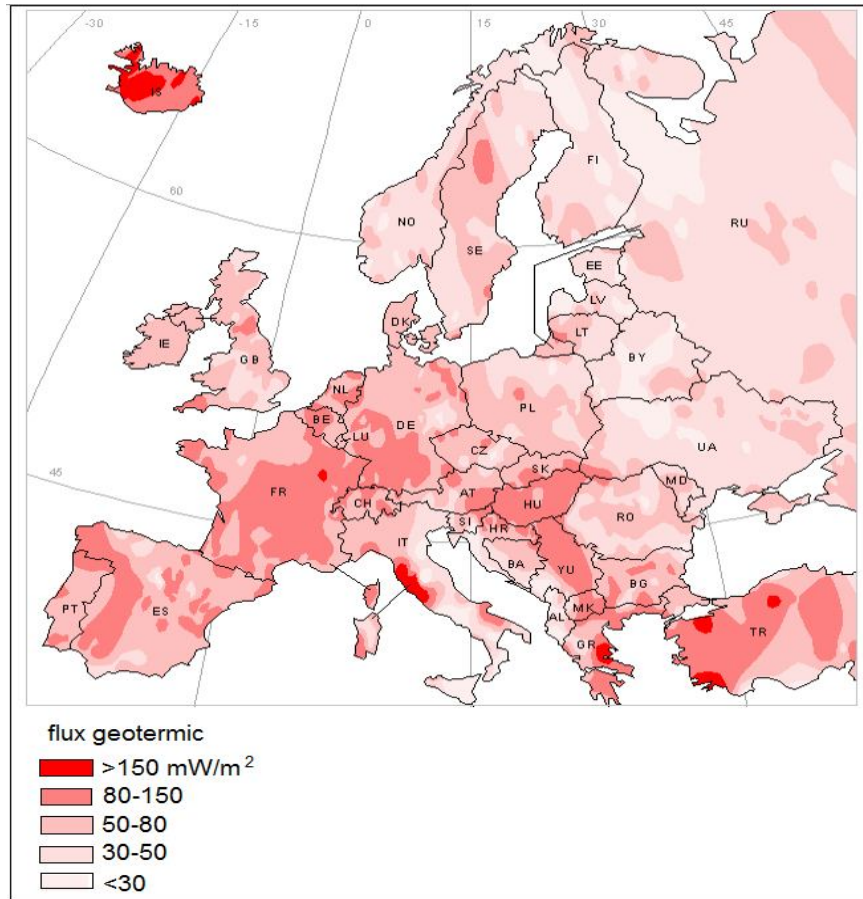 -30
-15
0
15
30
45
IS
60
FI
NO
RU
SE
EE
LV
DK
LT
IE
BY
GB
NL
DE
PL
BE
LU
CZ
UA
45
SK
MD
FR
AT
HU
CH
RO
SI
HR
IT
45
BA
YU
BG
PT
ES
MK
AL
TR
GR
flux geotermic
>150 mW/m²
80-150
50-80
30-50
<30